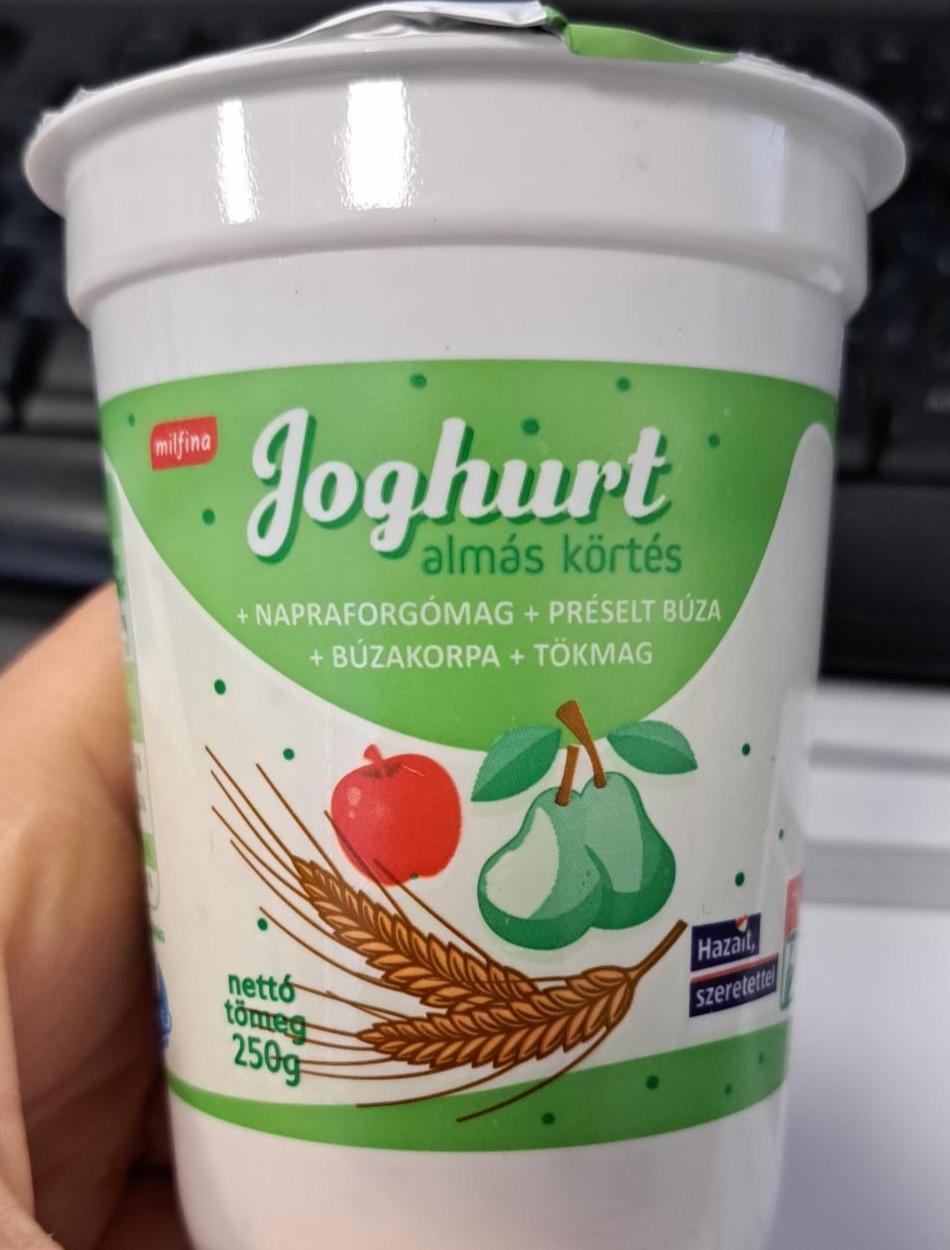 milfina
Joghurt
almás körtés
+ NAPRAFORGÓMAG + PRÉSELT BÚZA
+ BÚZAKORPA + TÖKMAG
nettó
tömeg
250g
Hazait,
szeretettel